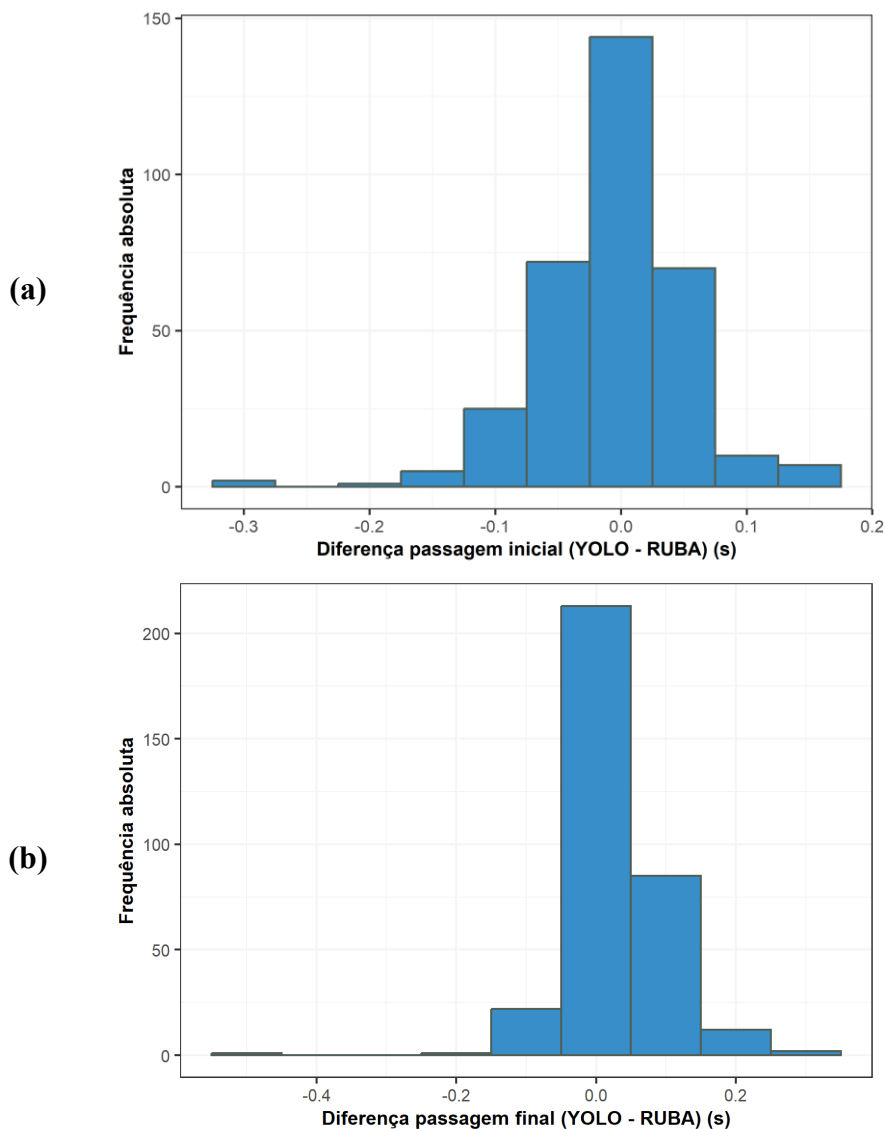 150
100
(a)
Frequência absoluta
50
0
-0.3 -0.2 -0.1 0.0 0.1 0.2
Diferença passagem inicial (YOLO - RUBA) (s)
200
150
(b)
Frequência absoluta
100
50
0
-0.4 -0.2 0.0 0.2
Diferença passagem final (YOLO - RUBA) (s)